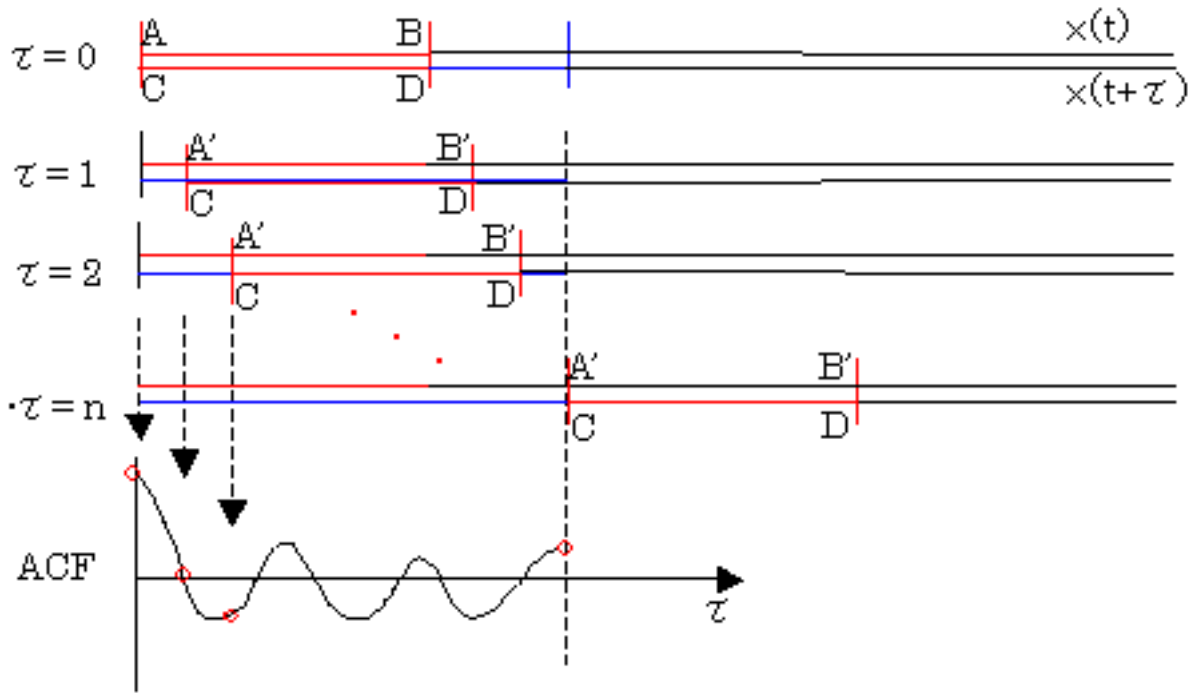 A B x(t)
τ=0
C D x(t+τ)
A' B'
τ=1
C D
A' B'
τ=2
C D
A' B'
·τ=n
C D
ACF
τ